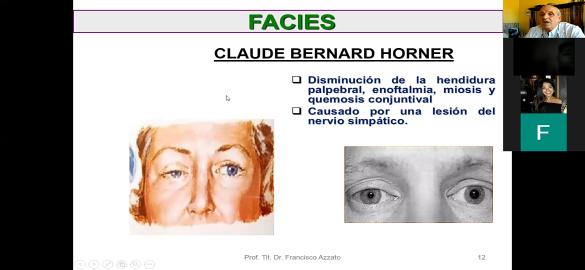 FACIES
CLAUDE BERNARD HORNER
❑ Disminución de la hendidura
palpebral, enoftalmia, miosis y
quemosis conjuntival
❑ Causado por una lesión del
nervio simpático.
F
Prof. Tit. Dr. Francisco Azzato
12